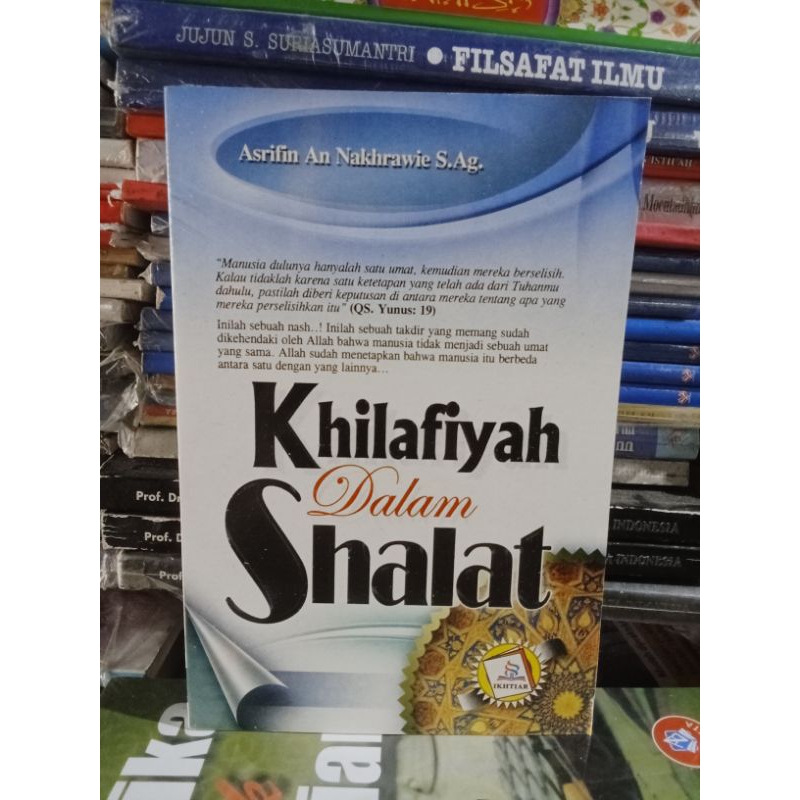 JUJUN S. SURIASUMANTRI ● FILSAFAT ILMU
Asrifin An Nakhrawie S.Ag.
"Manusia dulunya hanyalah satu umat, kemudian mereka berselisih.
Kalau tidaklah karena satu ketetapan yang telah ada dari Tuhanmu
dahulu, pastilah diberi keputusan di antara mereka tentang apa yang
mereka perselisihkan itu" (QS. Yunus: 19)
Inilah sebuah nash..! Inilah sebuah takdir yang memang sudah
dikehendaki oleh Allah bahwa manusia tidak menjadi sebuah umat
yang sama. Allah sudah menetapkan bahwa manusia itu berbeda
antara satu dengan yang lainnya...
Khilafiyah
Dalam
Shalat
IKHTIAR
Prof. D
Prof. D
Prof
INDONESIA
INDONESIA
ika